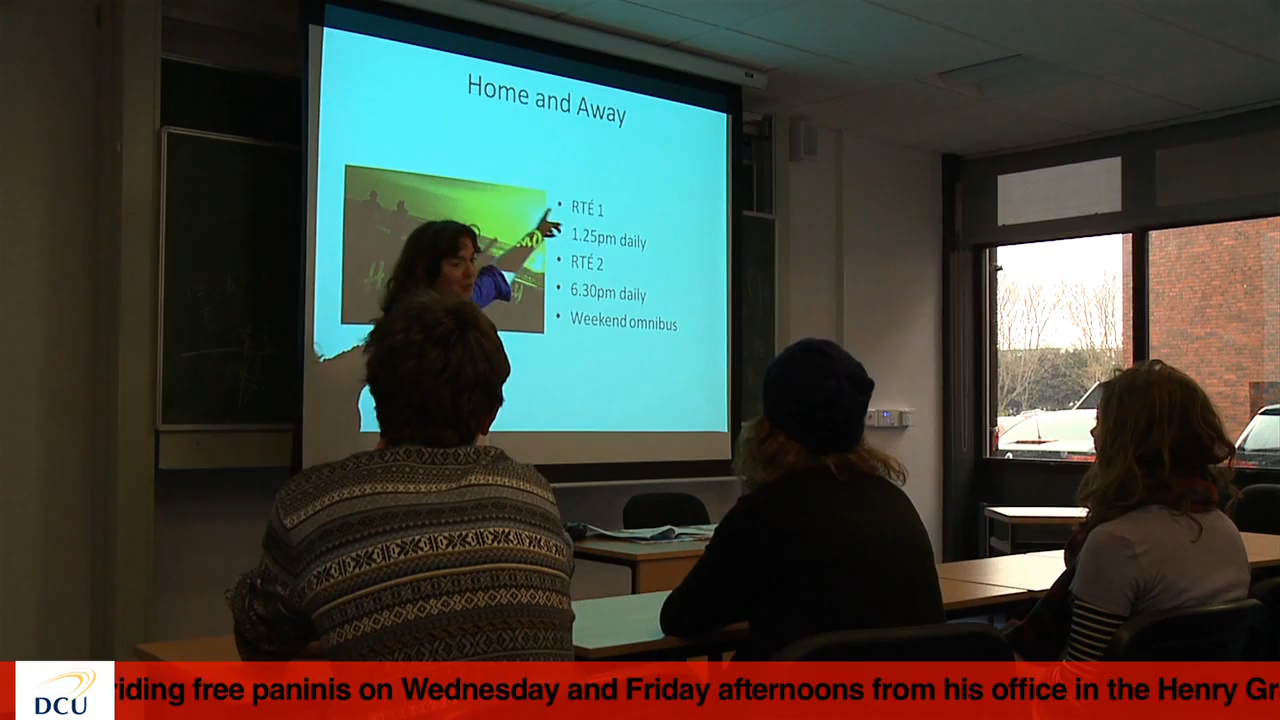 Home and Away
• RTÉ 1
• 1.25pm daily
• RTÉ 2
• 6.30pm daily
• Weekend omnibus
DCU
viding free paninis on Wednesday and Friday afternoons from his office in the Henry Gr